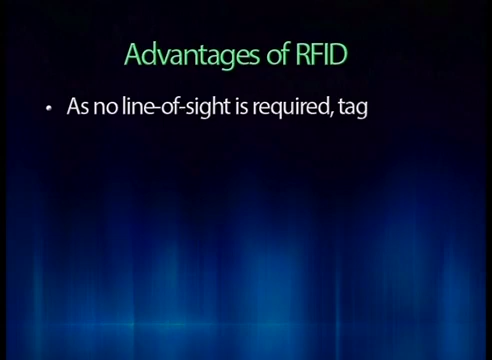 Advantages of RFID
• As no line-of-sight is required, tag